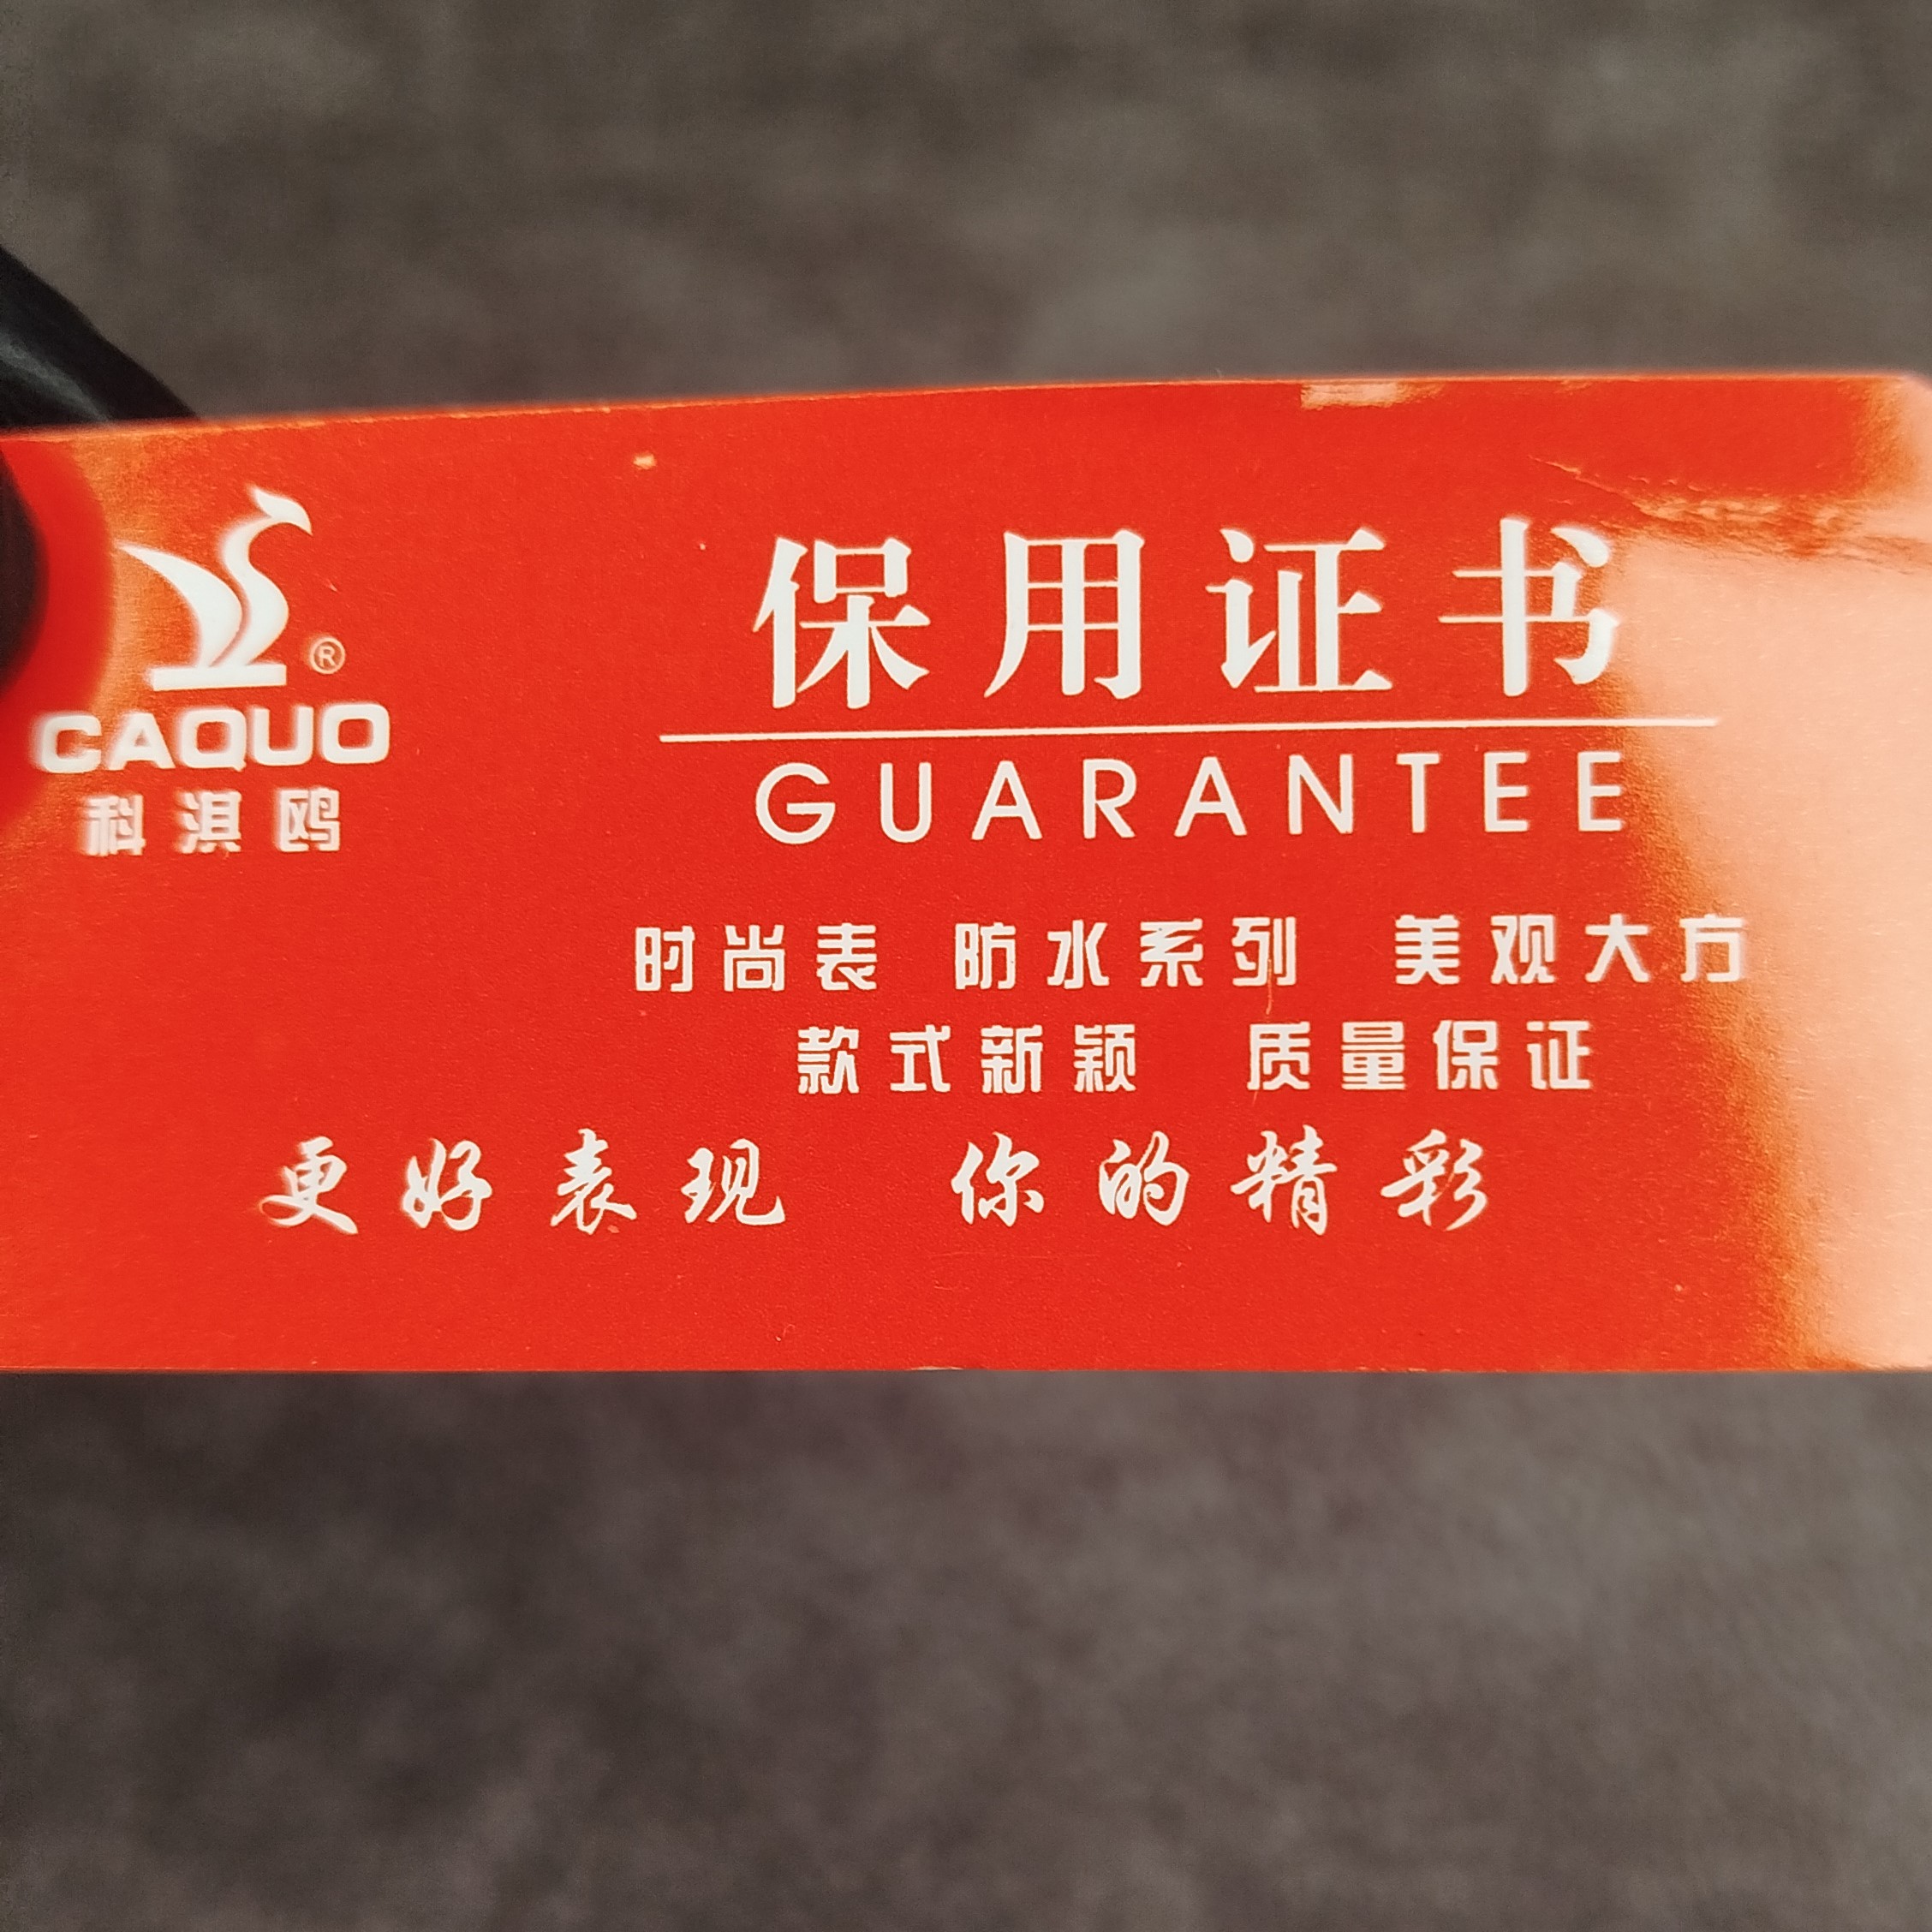 ®
CAQUO
科淇鸥
保用证书
GUARANTEE
时尚表 防水系列 美观大方
款式新颖 质量保证
更好表现 你的精彩